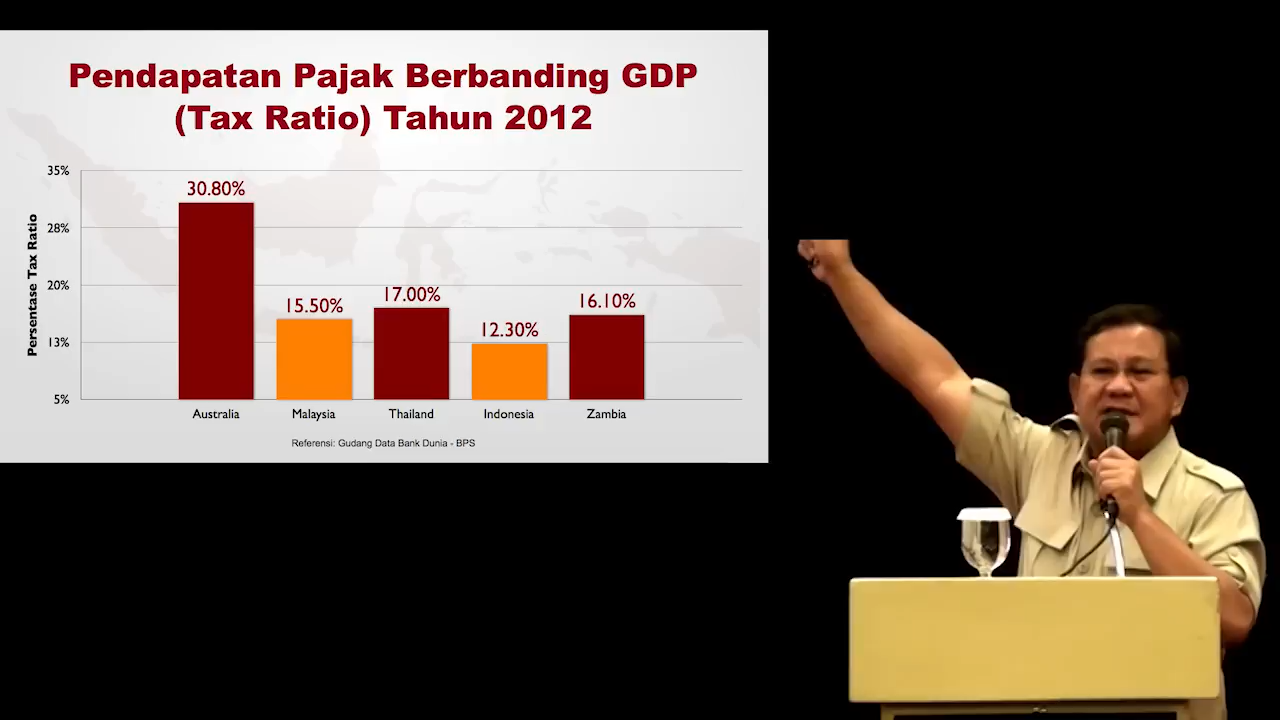 Pendapatan Pajak Berbanding GDP
(Tax Ratio) Tahun 2012
Persentase Tax Ratio
35%
28%
20%
13%
5%
30.80%
15.50%
17.00%
12.30%
16.10%
Australia
Malaysia
Thailand
Indonesia
Zambia
Referensi: Gudang Data Bank Dunia - BPS